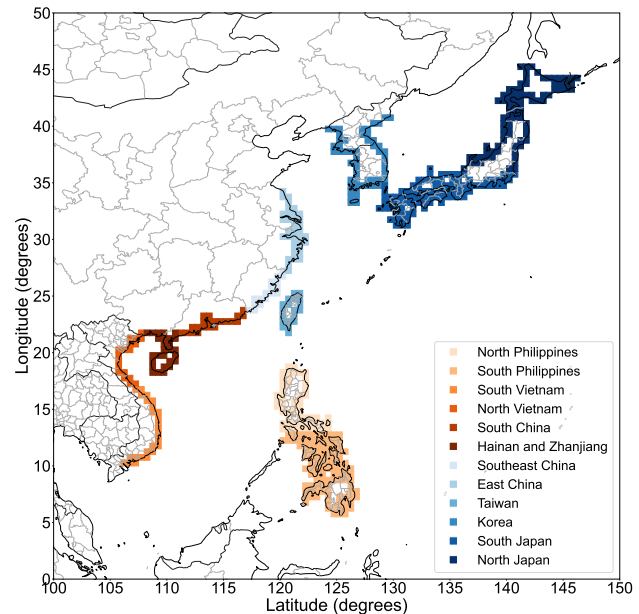 50
45
40
35
30
25
20
15
10
5
0
Longitude (degrees)
North Philippines
South Philippines
South Vietnam
North Vietnam
South China
Hainan and Zhanjiang
Southeast China
East China
Taiwan
Korea
South Japan
North Japan
100 105 110 115 120 125 130 135 140 145 150
Latitude (degrees)